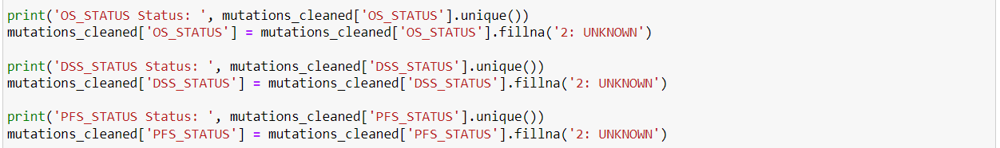 print('OS_STATUS Status: ', mutations_cleaned['OS_STATUS'].unique())
mutations_cleaned['OS_STATUS'] = mutations_cleaned['OS_STATUS'].fillna('2: UNKNOWN')
print('DSS_STATUS Status: ', mutations_cleaned['DSS_STATUS'].unique())
mutations_cleaned['DSS_STATUS'] = mutations_cleaned['DSS_STATUS'].fillna('2: UNKNOWN')
print('PFS_STATUS Status: ', mutations_cleaned['PFS_STATUS'].unique())
mutations_cleaned['PFS_STATUS'] = mutations_cleaned['PFS_STATUS'].fillna('2: UNKNOWN')